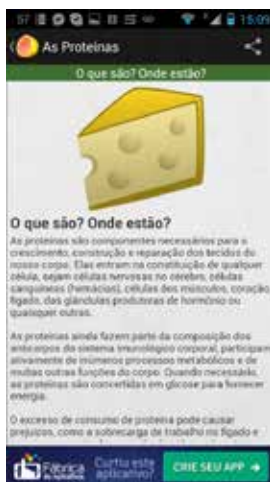 57
15:09
As Proteinas
O que são? Onde estão?
O que são? Onde estão?
As proteinas são componentes necessários para o
crescimento, construção e reparação dos tecidos do
nosso corpo. Elas entram na constituição de qualquer
célula, sejam células nervosas no cérebro, células
sanguíneas (hemácias), células dos músculos, coração,
fígado, das glândulas produtoras de hormônio ou
quaisquer outras.
As proteínas ainda fazem parte da composição dos
anticorpos do sistema imunológico corporal, participam
ativamente de inúmeros processos metabólicos e de
muitas outras funções do corpo. Quando necessário,
as proteínas são convertidas em glicose para fornecer
energia.
O excesso de consumo de proteína pode causar
prejuízos, como a sobrecarga de trabalho no fígado e
Fábrica
Curtiu este
aplicativo?
CRIE SEU APP